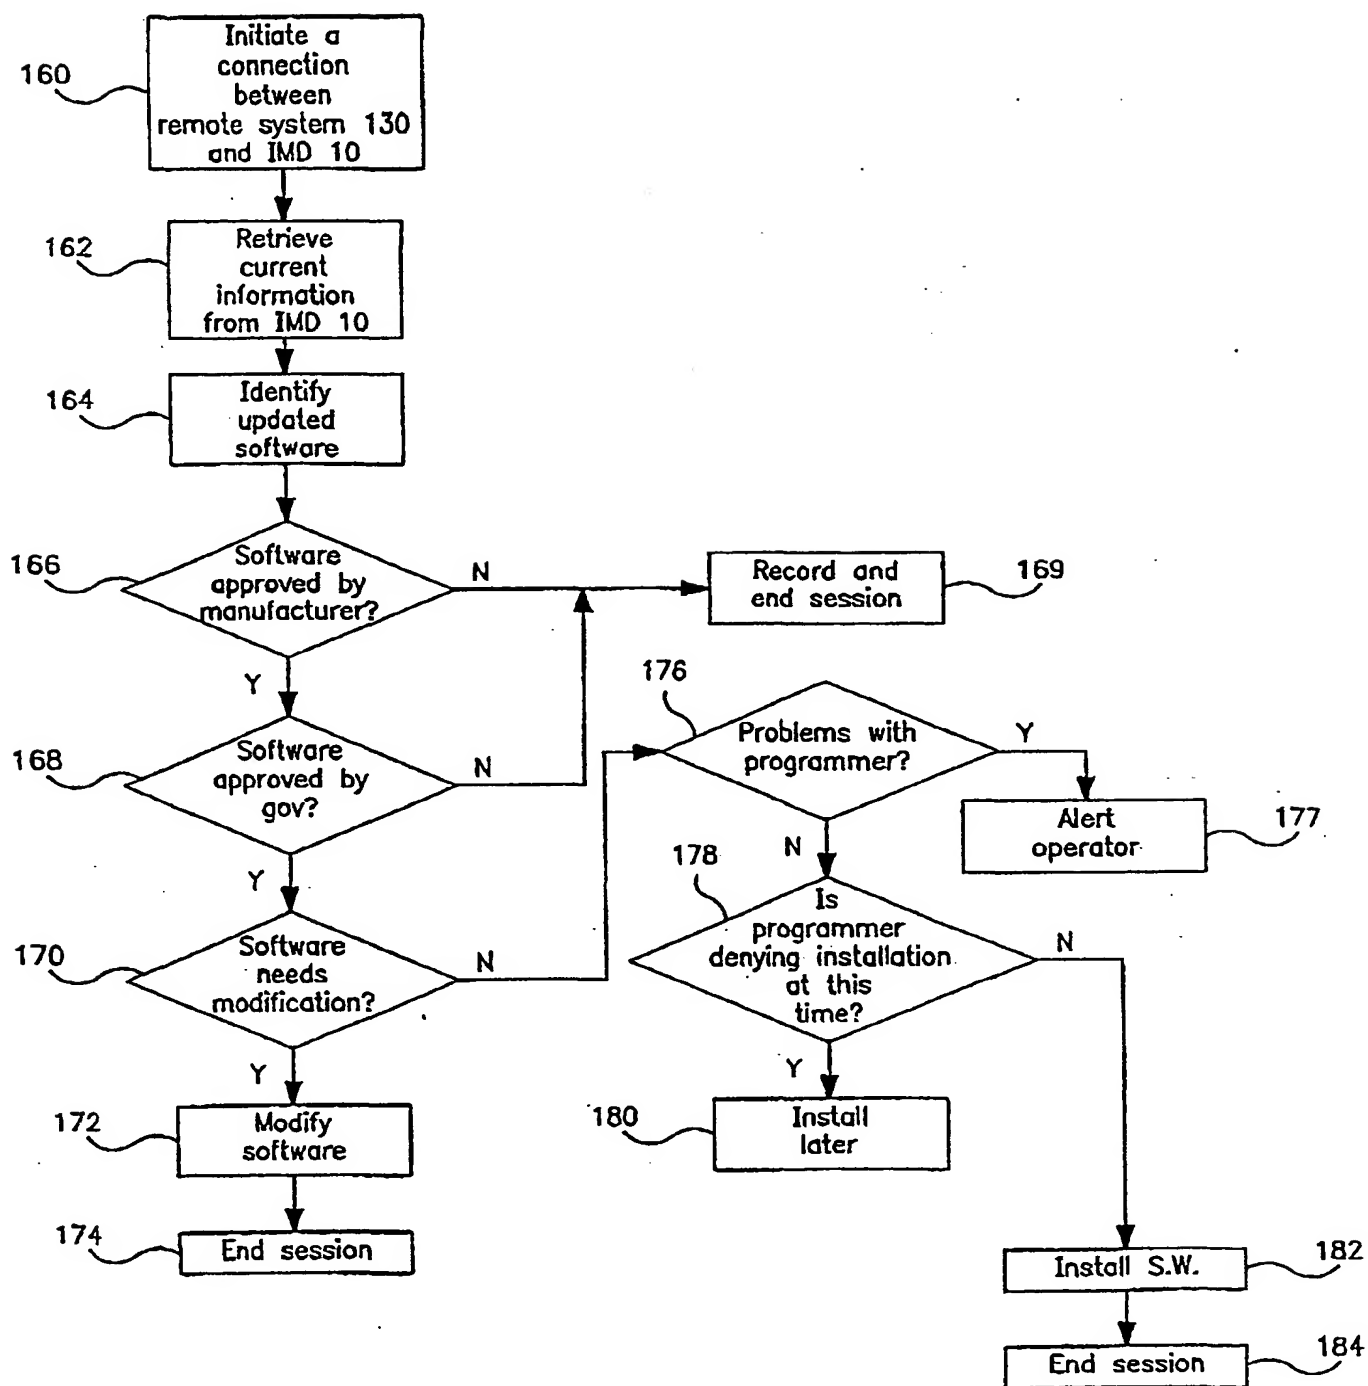 Initiate a
connection
between
remote system 130
and IMD 10
160
Retrieve
current
information
from IMD 10
162
Identify
updated
software
164
Software
approved by
manufacturer?
166
N
Y
Record and
end session
169
Software
approved by
gov?
168
N
Y
Software
needs
modification?
170
N
Y
Modify
software
172
End session
174
176
Problems with
programmer?
Y
N
Alert
operator
177
178
Is
programmer
denying installation
at this
time?
N
Y
Install
later
180
Install S.W.
182
End session
184